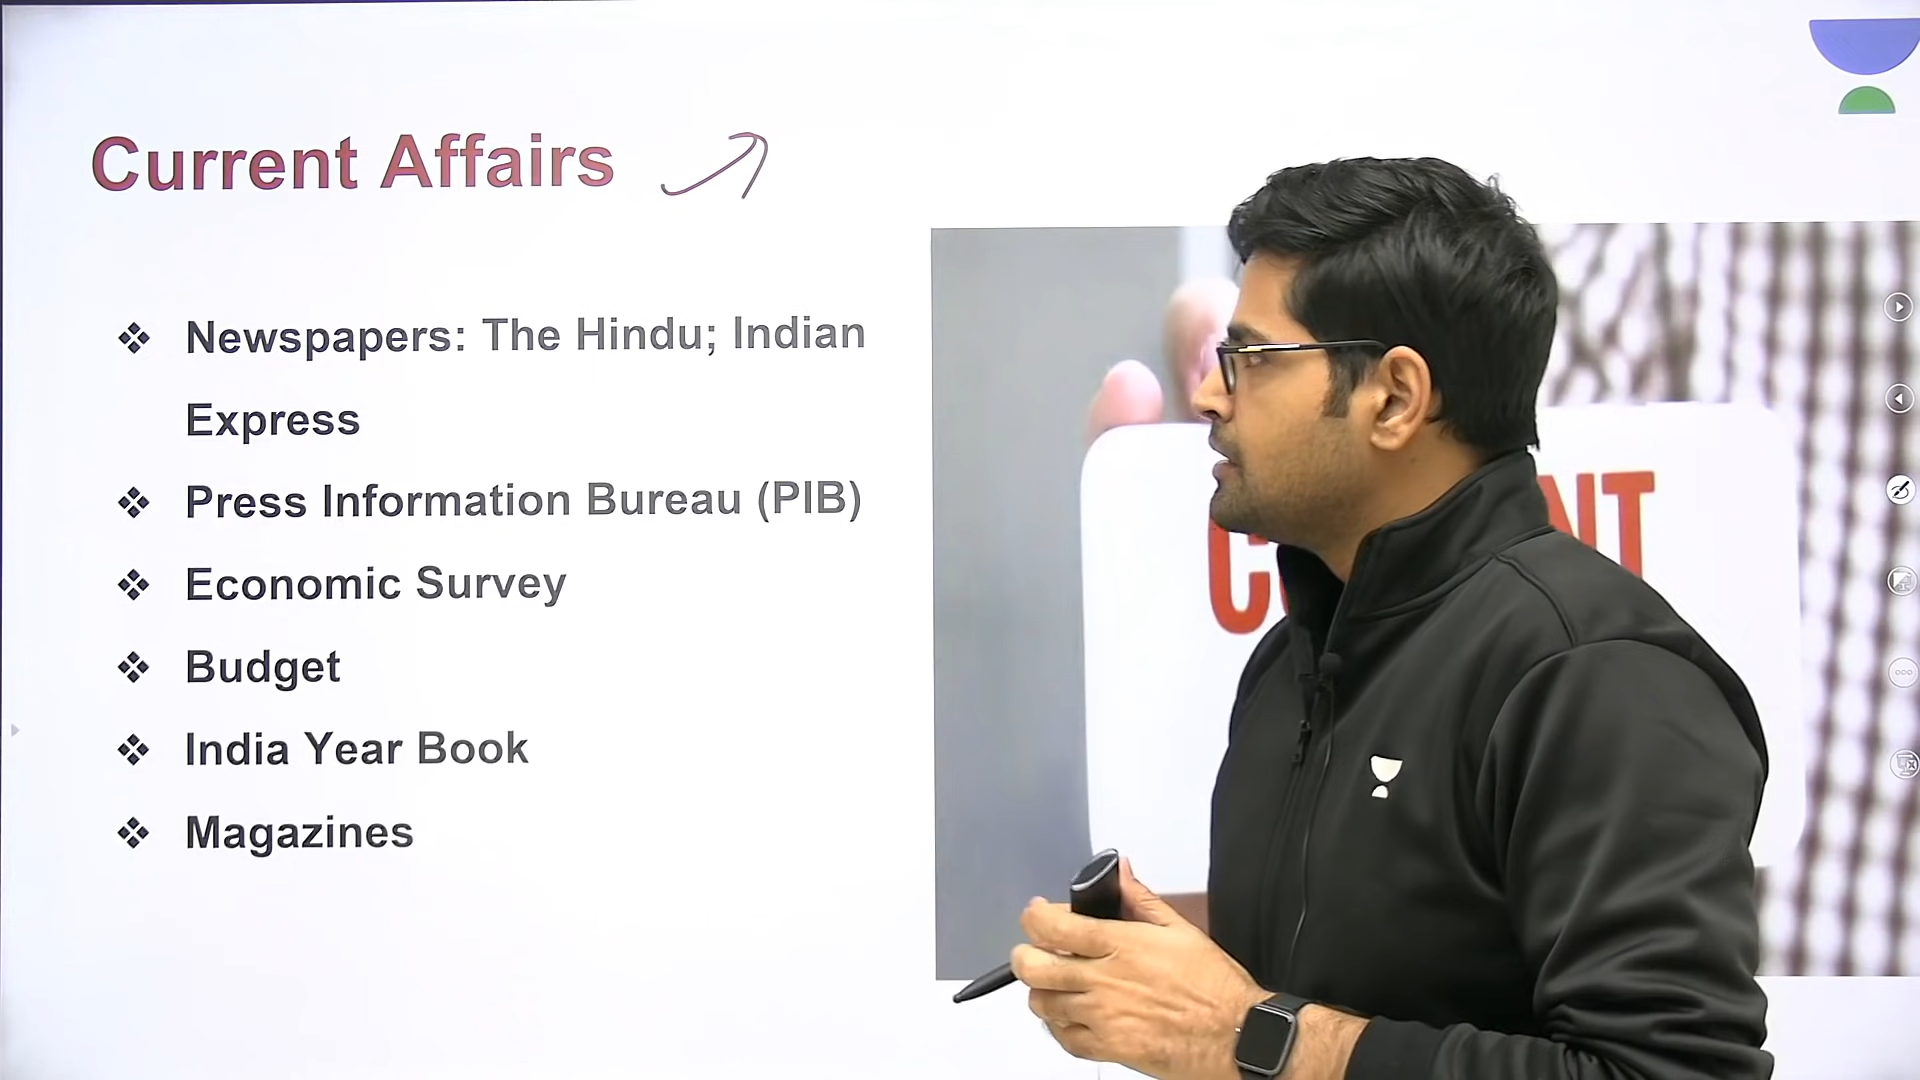 Current Affairs
❖ Newspapers: The Hindu; Indian
Express
❖ Press Information Bureau (PIB)
❖ Economic Survey
❖ Budget
❖ India Year Book
❖ Magazines